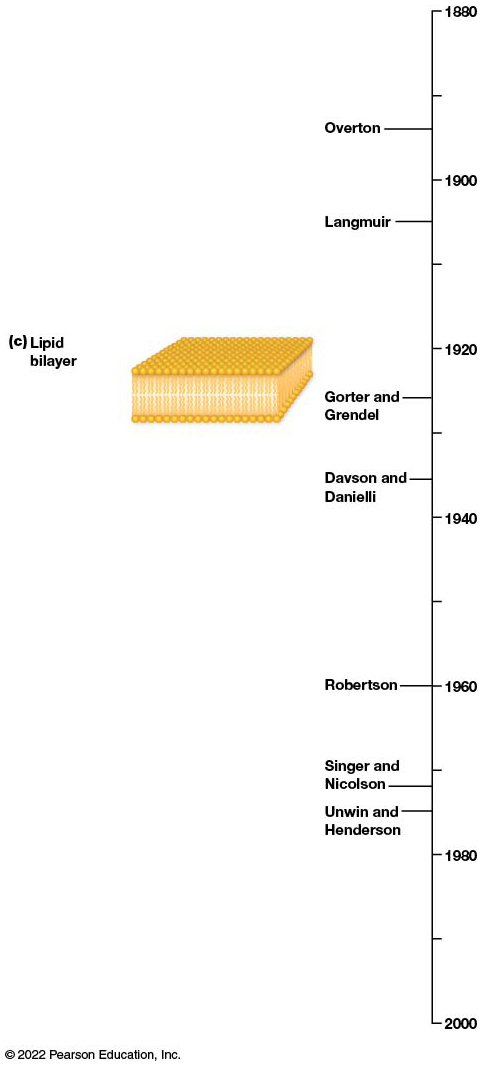 1880
Overton
1900
Langmuir
(c) Lipid
bilayer
1920
Gorter and
Grendel
Davson and
Danielli
1940
Robertson
1960
Singer and
Nicolson
Unwin and
Henderson
1980
2000
© 2022 Pearson Education, Inc.